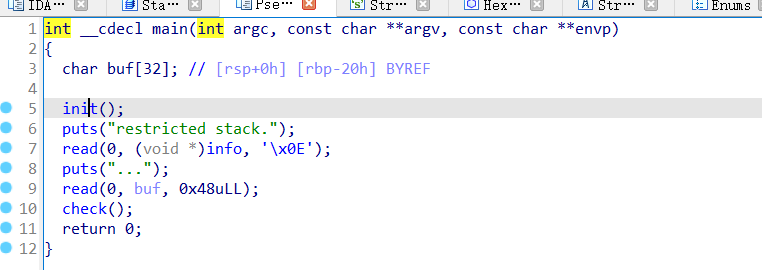 IDA⋯ Sta⋯ Pse⋯ Str⋯ Hex⋯ Str⋯ Enums
1 int __cdecl main(int argc, const char **argv, const char **envp)
2 {
3 char buf[32]; // [rsp+0h] [rbp-20h] BYREF
4
5 init();
6 puts("restricted stack.");
7 read(0, (void *)info, '\x0E');
8 puts("...");
9 read(0, buf, 0x48uLL);
10 check();
11 return 0;
12 }